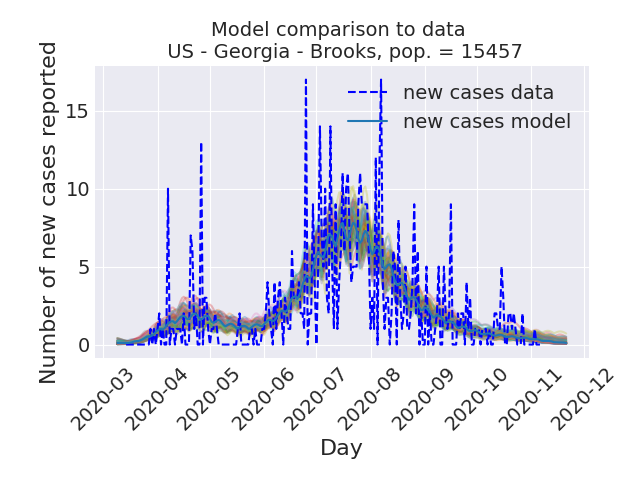 Model comparison to data
US - Georgia - Brooks, pop. = 15457
new cases data
new cases model
Number of new cases reported
15
10
5
0
2020-03
2020-04
2020-05
2020-06
2020-07
2020-08
2020-09
2020-10
2020-11
2020-12
Day